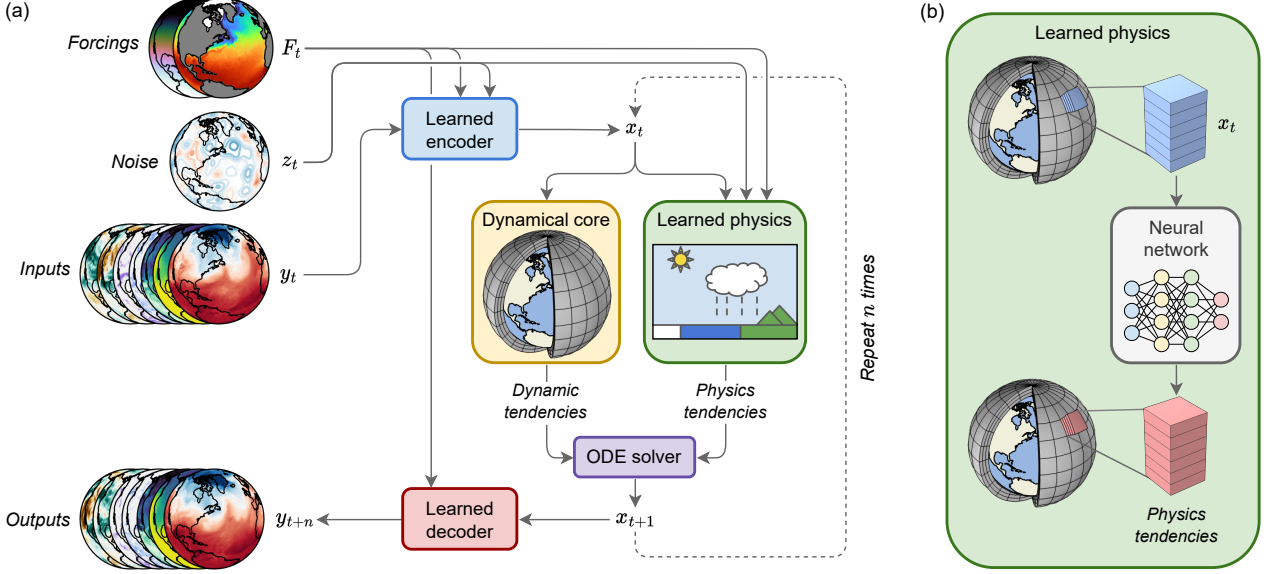 (a)
Forcings
F_t
Noise
z_t
Inputs
y_t
Learned
encoder
x_t
Dynamical core
Learned physics
Repeat n times
Dynamic
tendencies
Physics
tendencies
ODE solver
Outputs
y_{t+n}
Learned
decoder
x_{t+1}
(b)
Learned physics
x_t
Neural
network
Physics
tendencies